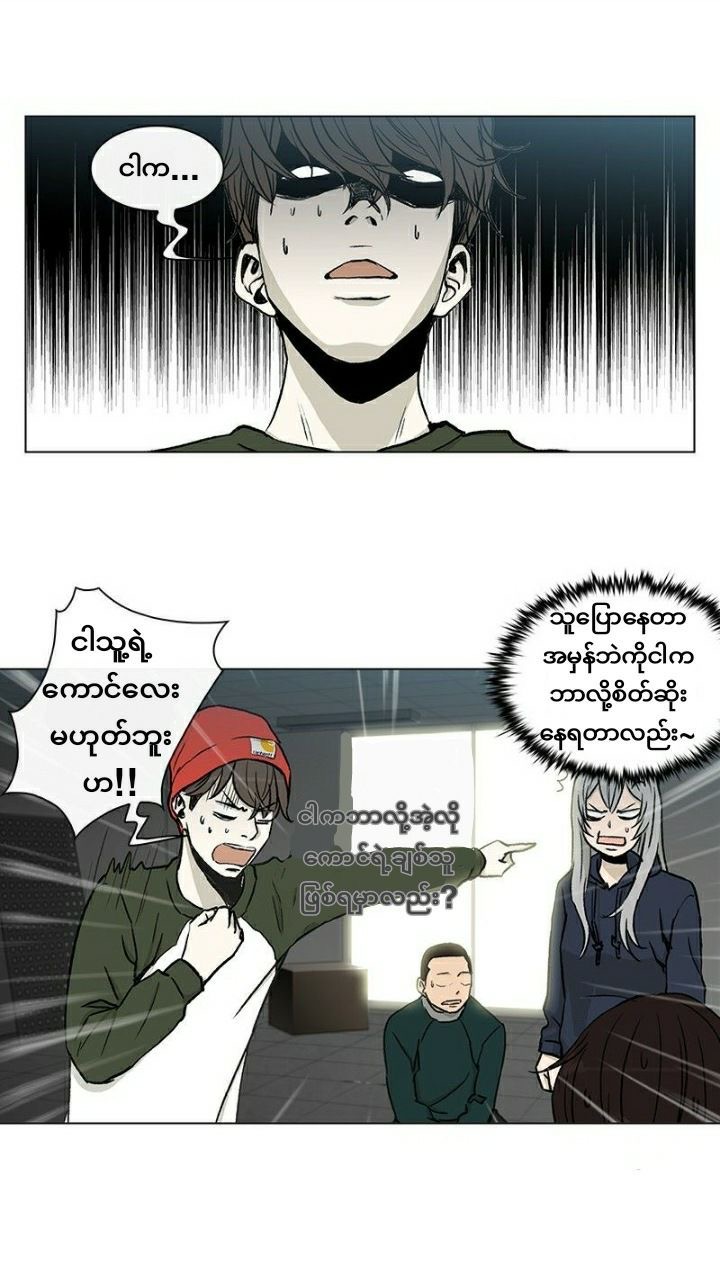 ငါက...
ငါသူ့ရဲ့
ကောင်လေး
မဟုတ်ဘူး
ဟ!!
သူပြောနေတာ
အမှန်ဘဲကိုငါက
ဘာလို့စိတ်ဆိုး
နေရတာလည်း~
ငါကဘာလို့အဲ့လို
ကောင်ရဲ့ချစ်သူ
ဖြစ်ရမှာလည်း?